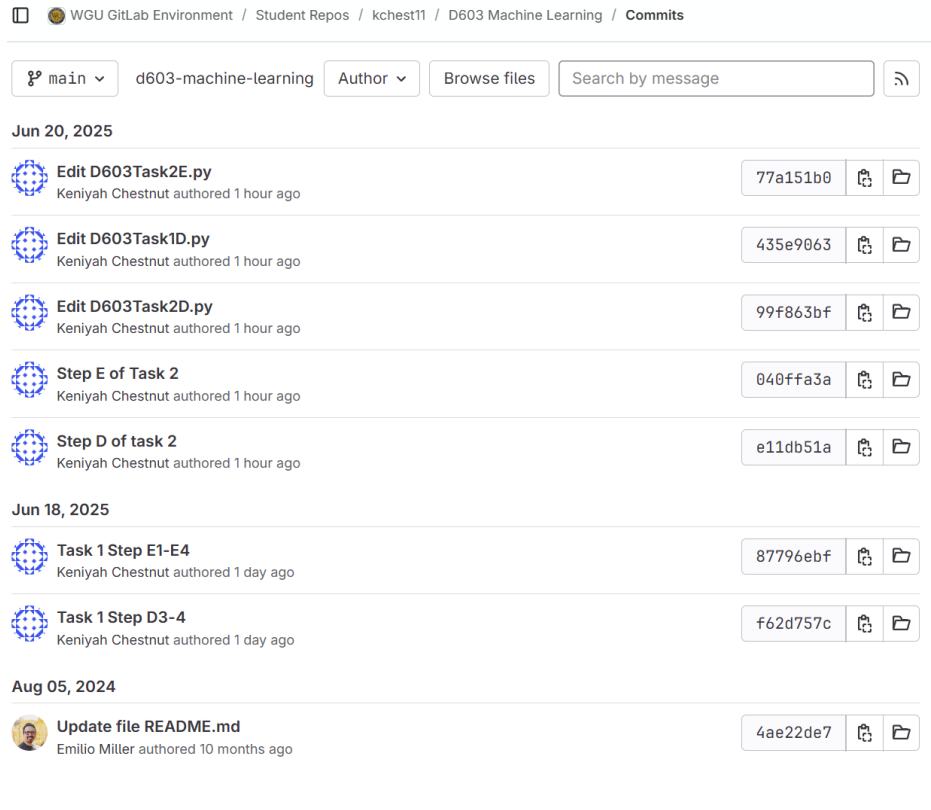 WGU GitLab Environment / Student Repos / kchest11 / D603 Machine Learning / Commits
main d603-machine-learning Author Browse files Search by message
Jun 20, 2025
Edit D603Task2E.py
77a151b0
Keniyah Chestnut authored 1 hour ago
Edit D603Task1D.py
435e9063
Keniyah Chestnut authored 1 hour ago
Edit D603Task2D.py
99f863bf
Keniyah Chestnut authored 1 hour ago
Step E of Task 2
040ffa3a
Keniyah Chestnut authored 1 hour ago
Step D of task 2
e11db51a
Keniyah Chestnut authored 1 hour ago
Jun 18, 2025
Task 1 Step E1-E4
87796ebf
Keniyah Chestnut authored 1 day ago
Task 1 Step D3-4
f62d757c
Keniyah Chestnut authored 1 day ago
Aug 05, 2024
Update file README.md
4ae22de7
Emilio Miller authored 10 months ago